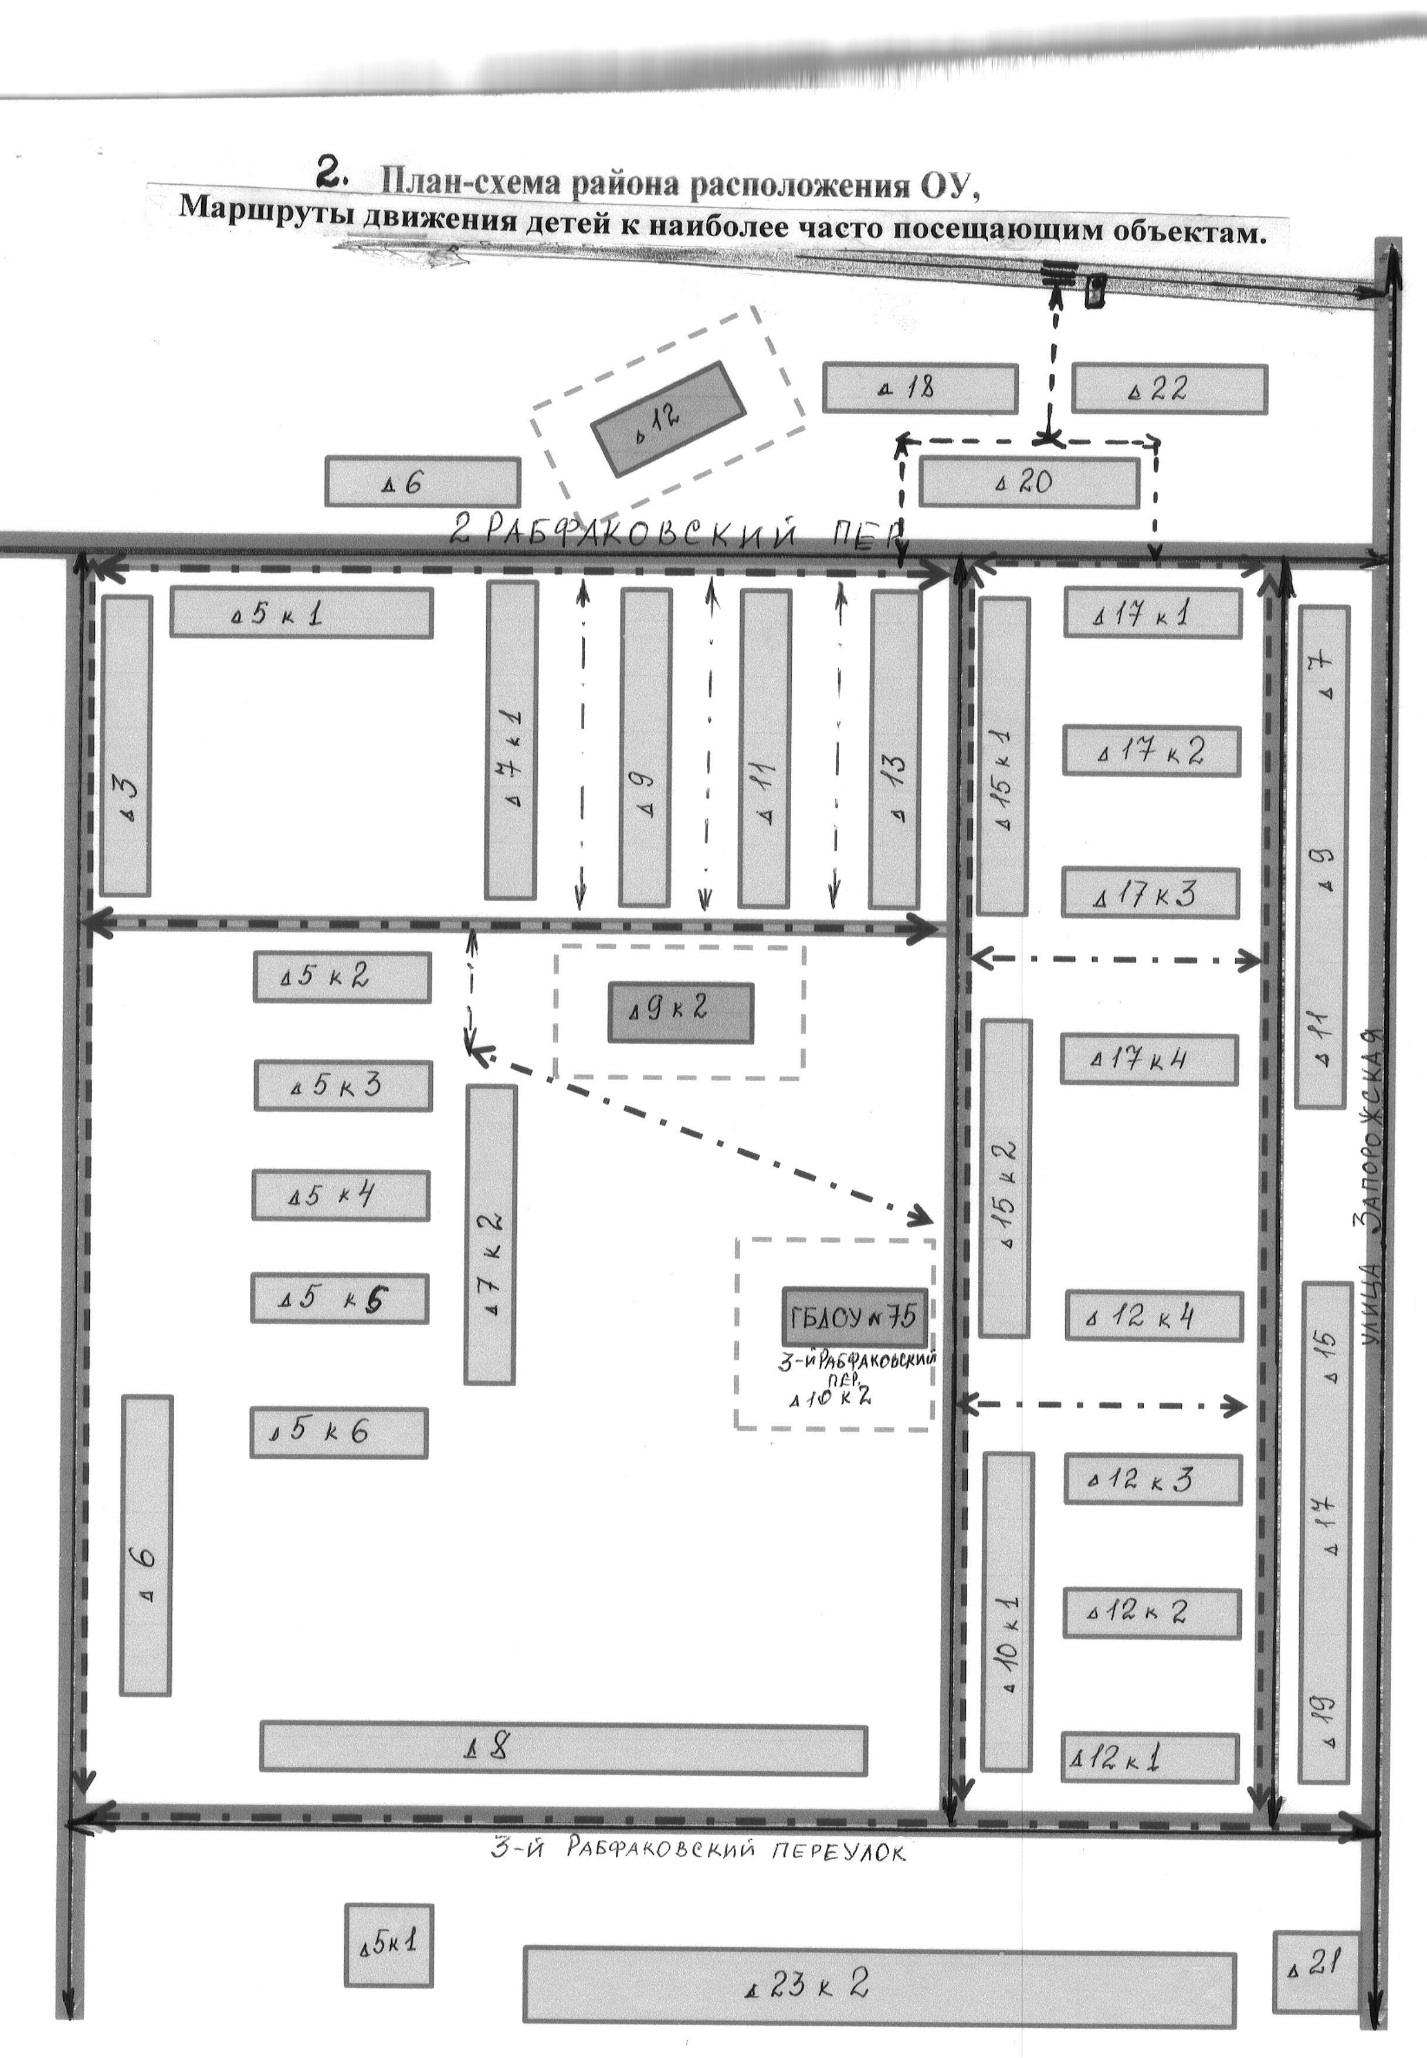 2. План-схема района расположения ОУ,
Маршруты движения детей к наиболее часто посещающим объектам.
д 18
д 22
д 12
д 6
д 20
2 РАБФАКОВСКИЙ ПЕР
д 5 к 1
д 17 к 1
д 3
д 7 к 1
д 9
д 11
д 13
д 15 к 1
д 17 к 2
д 17 к 3
д 7
д 9
д 11
д 5 к 2
д 9 к 2
д 17 к 4
д 5 к 3
д 5 к 4
д 7 к 2
д 15 к 2
УЛИЦА ЗАПОРОЖСКАЯ
д 5 к 6
ГБДОУ №75
3-й РАБФАКОВСКИЙ
ПЕР.
д 10 к 2
д 12 к 4
д 15
д 17
д 19
д 5 к 6
д 12 к 3
д 6
д 10 к 1
д 12 к 2
д 8
д 12 к 1
3-й РАБФАКОВСКИЙ ПЕРЕУЛОК
д 5 к 1
д 23 к 2
д 21